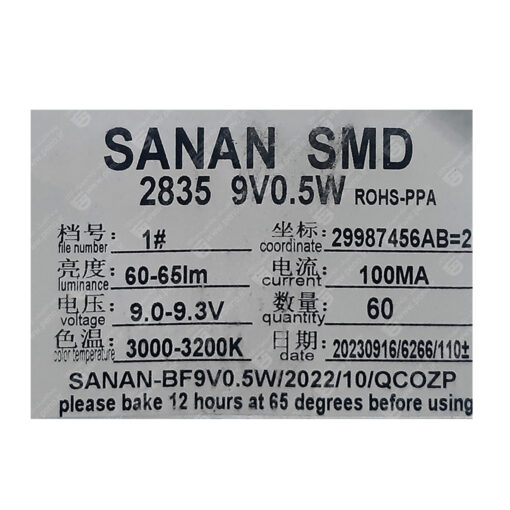 SANAN SMD
2835 9V0.5W ROHS-PPA
档号: 1# 坐标: 29987456AB=2
file number coordinate
亮度: 60-65lm 电流: 100MA
luminance current
电压: 9.0-9.3V 数量: 60
voltage quantity
色温: 3000-3200K 日期: 20230916/6266/110±
color temperature date
SANAN-BF9V0.5W/2022/10/QCOZP
please bake 12 hours at 65 degrees before using